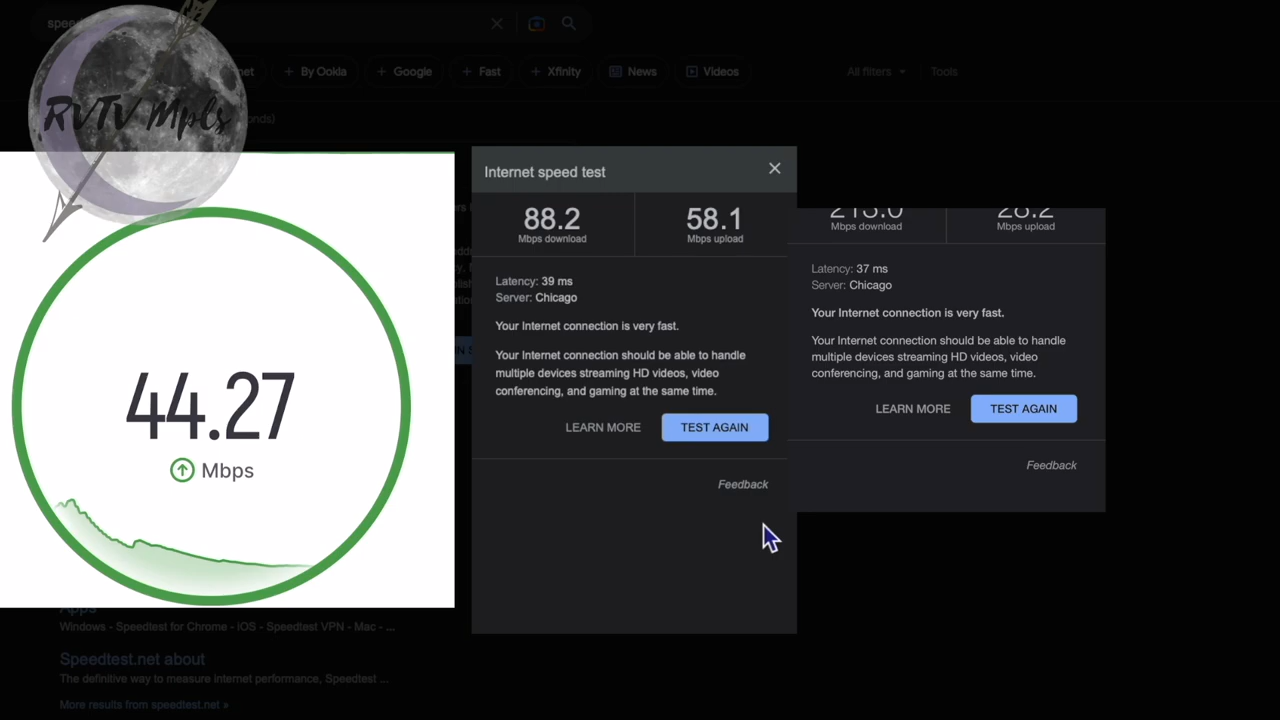 RVTV Mpls
+ By Ookla
+ Google
+ Fast
+ Xfinity
News
Videos
All filters
Tools
44.27
Mbps
Internet speed test
88.2
Mbps download
58.1
Mbps upload
Latency: 39 ms
Server: Chicago
Your Internet connection is very fast.
Your Internet connection should be able to handle
multiple devices streaming HD videos, video
conferencing, and gaming at the same time.
LEARN MORE
TEST AGAIN
Feedback
Mbps download
Mbps upload
Latency: 37 ms
Server: Chicago
Your Internet connection is very fast.
Your Internet connection should be able to handle
multiple devices streaming HD videos, video
conferencing, and gaming at the same time.
LEARN MORE
TEST AGAIN
Feedback
Apps
Windows - Speedtest for Chrome - iOS - Speedtest VPN - Mac - ...
Speedtest.net about
The definitive way to measure internet performance, Speedtest ...
More results from speedtest.net »